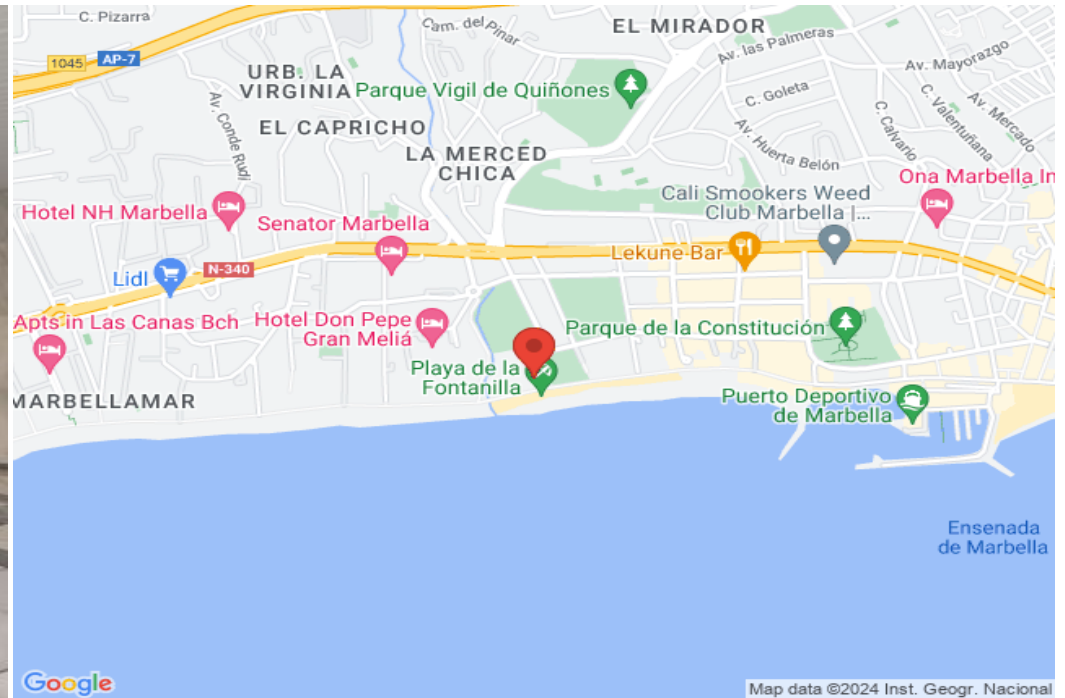 C. Pizarra
Cam. del Pinar
EL MIRADOR
Av. las Palmeras
1045
AP-7
URB. LA
VIRGINIA
Parque Vigil de Quiñones
Av. Mayorazgo
C. Goleta
C. Valentuñana
Av. Mercado
Av. Conde Rudi
EL CAPRICHO
C. Calvario
Av. Huerta Belón
LA MERCED
CHICA
Ona Marbella In
Cali Smookers Weed
Club Marbella |...
Hotel NH Marbella
Senator Marbella
Lekune Bar
N-340
Lidl
Apts in Las Canas Bch
Hotel Don Pepe
Gran Meliá
Parque de la Constitución
Playa de la
Fontanilla
MARBELLAMAR
Puerto Deportivo
de Marbella
Ensenada
de Marbella
Google
Map data ©2024 Inst. Geogr. Nacional